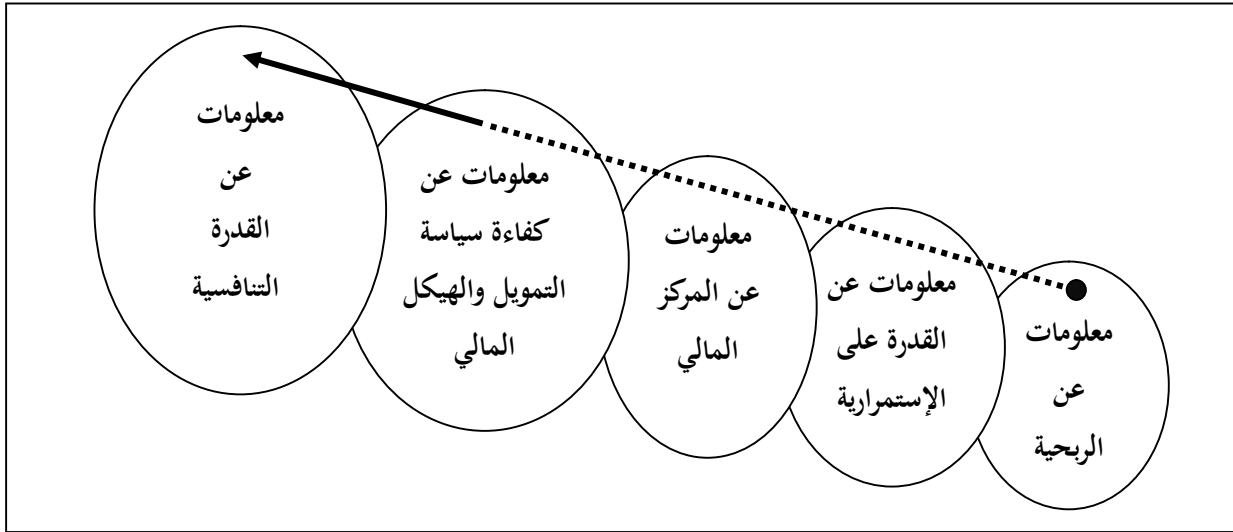 معلومات
عن
الربحية
معلومات عن
القدرة على
الإستمرارية
معلومات
عن المركز
المالي
معلومات عن
كفاءة سياسة
التمويل والهيكل
المالي
معلومات
عن
القدرة
التنافسية